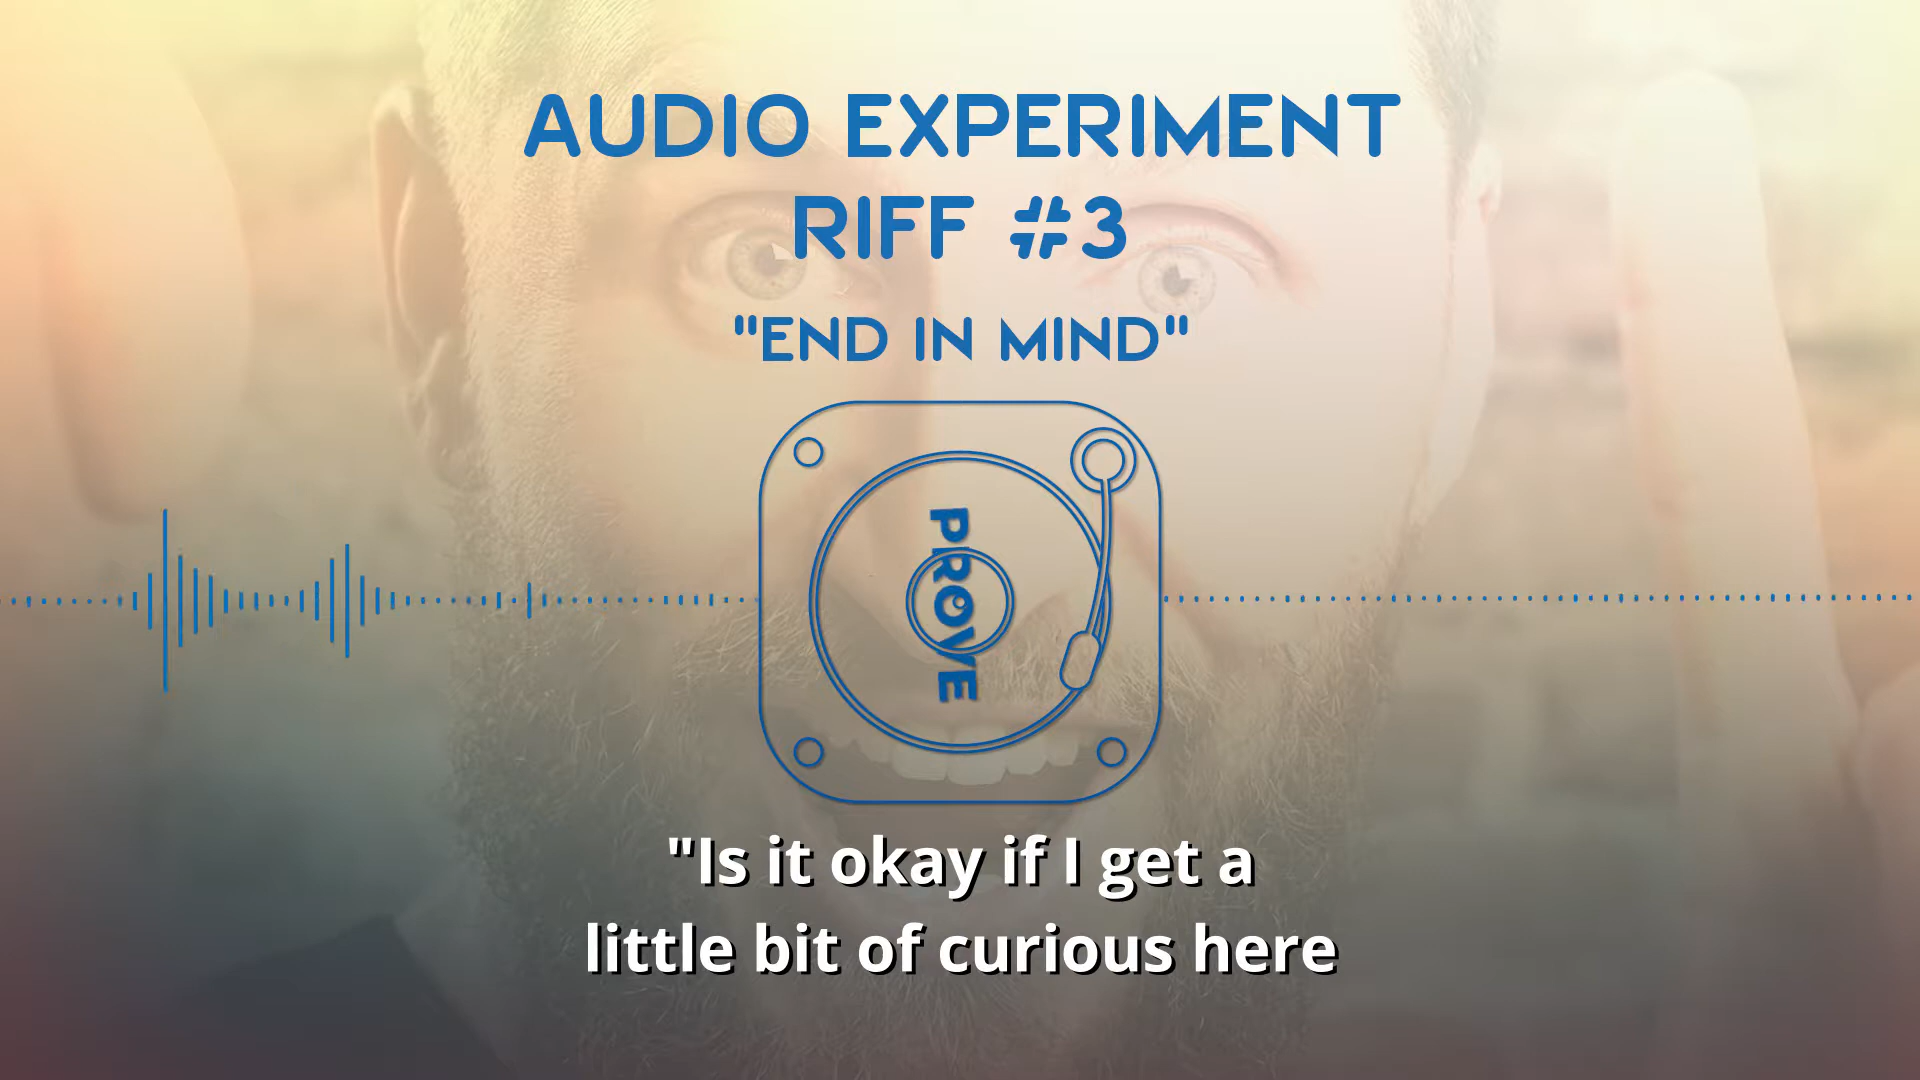 AUDIO EXPERIMENT
RIFF #3
"END IN MIND"
PROVE
"Is it okay if I get a
little bit of curious here